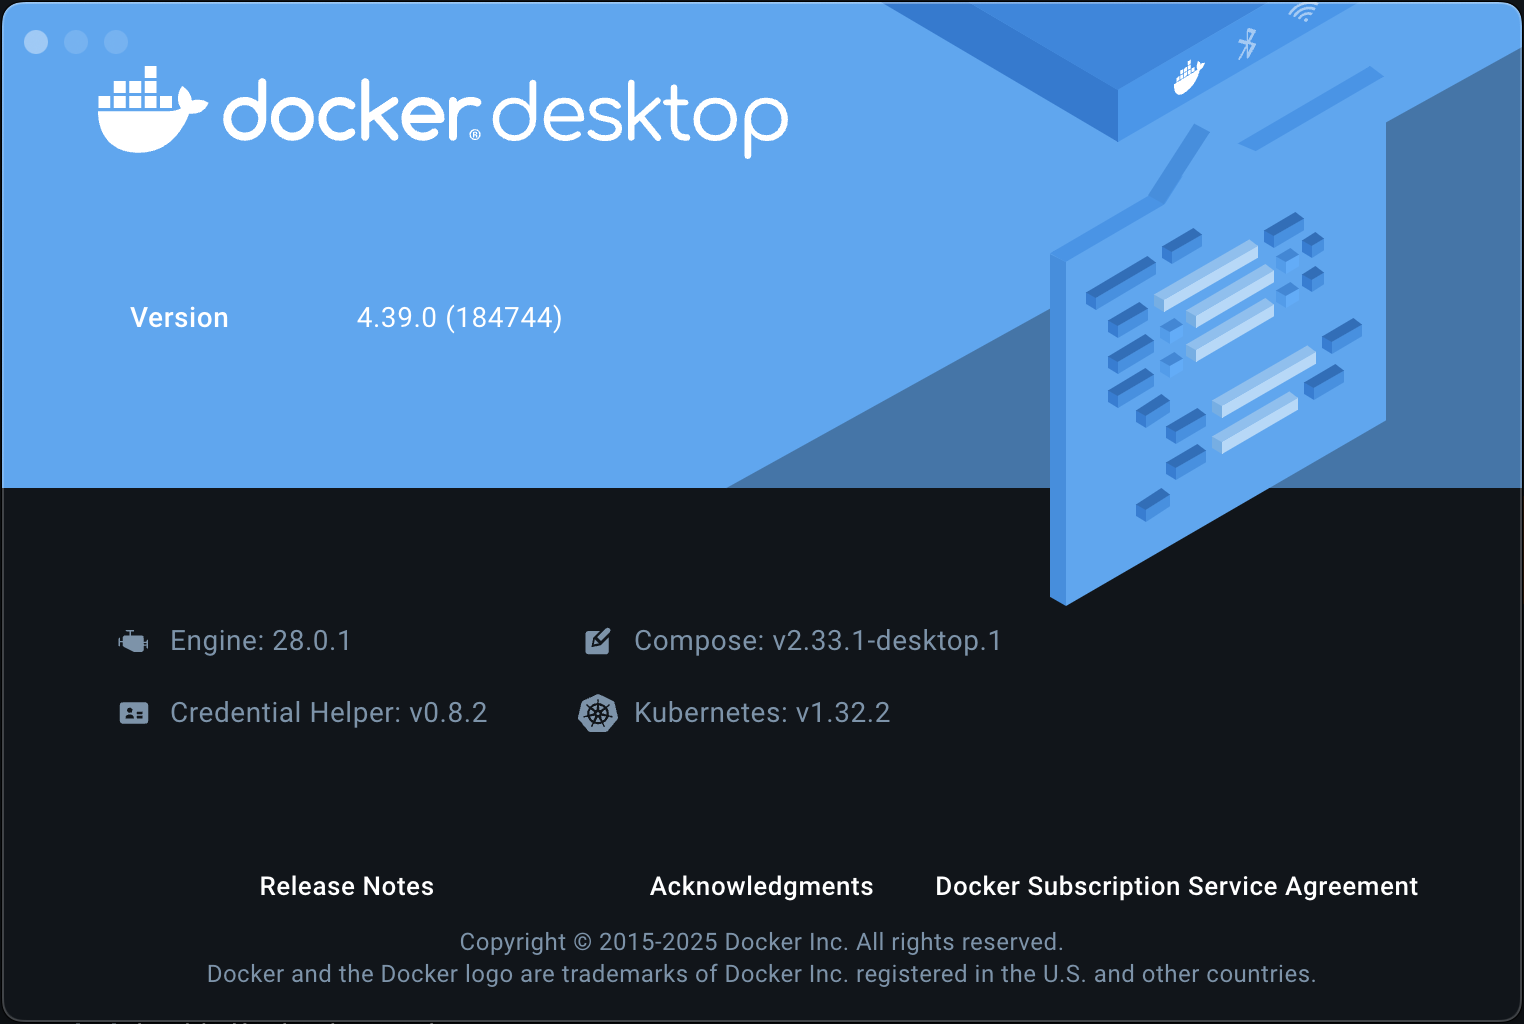 docker® desktop
Version 4.39.0 (184744)
Engine: 28.0.1 Compose: v2.33.1-desktop.1
Credential Helper: v0.8.2 Kubernetes: v1.32.2
Release Notes Acknowledgments Docker Subscription Service Agreement
Copyright © 2015-2025 Docker Inc. All rights reserved.
Docker and the Docker logo are trademarks of Docker Inc. registered in the U.S. and other countries.